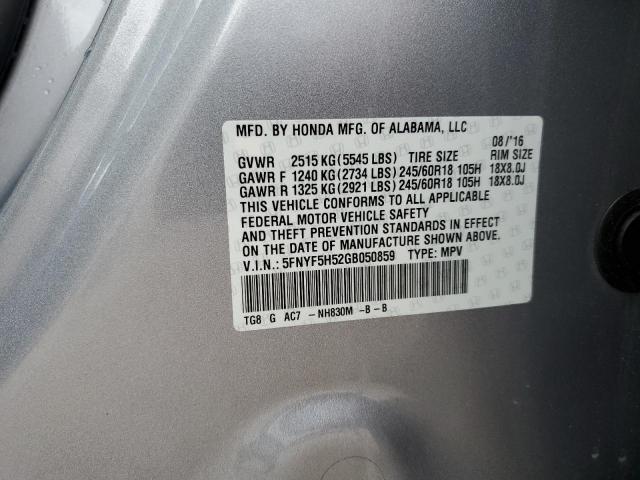 MFD. BY HONDA MFG. OF ALABAMA, LLC 08/'16
GVWR 2515 KG(5545 LBS) TIRE SIZE RIM SIZE
GAWR F 1240 KG(2734 LBS)245/60R18 105H 18X8.0J
GAWR R 1325 KG(2921 LBS)245/60R18 105H 18X8.0J
THIS VEHICLE CONFORMS TO ALL APPLICABLE
FEDERAL MOTOR VEHICLE SAFETY
AND THEFT PREVENTION STANDARDS IN EFFECT
ON THE DATE OF MANUFACTURE SHOWN ABOVE.
V.I.N.: 5FNYF5H52GB050859 TYPE: MPV
TG8 G AC7 -NH830M -B-B